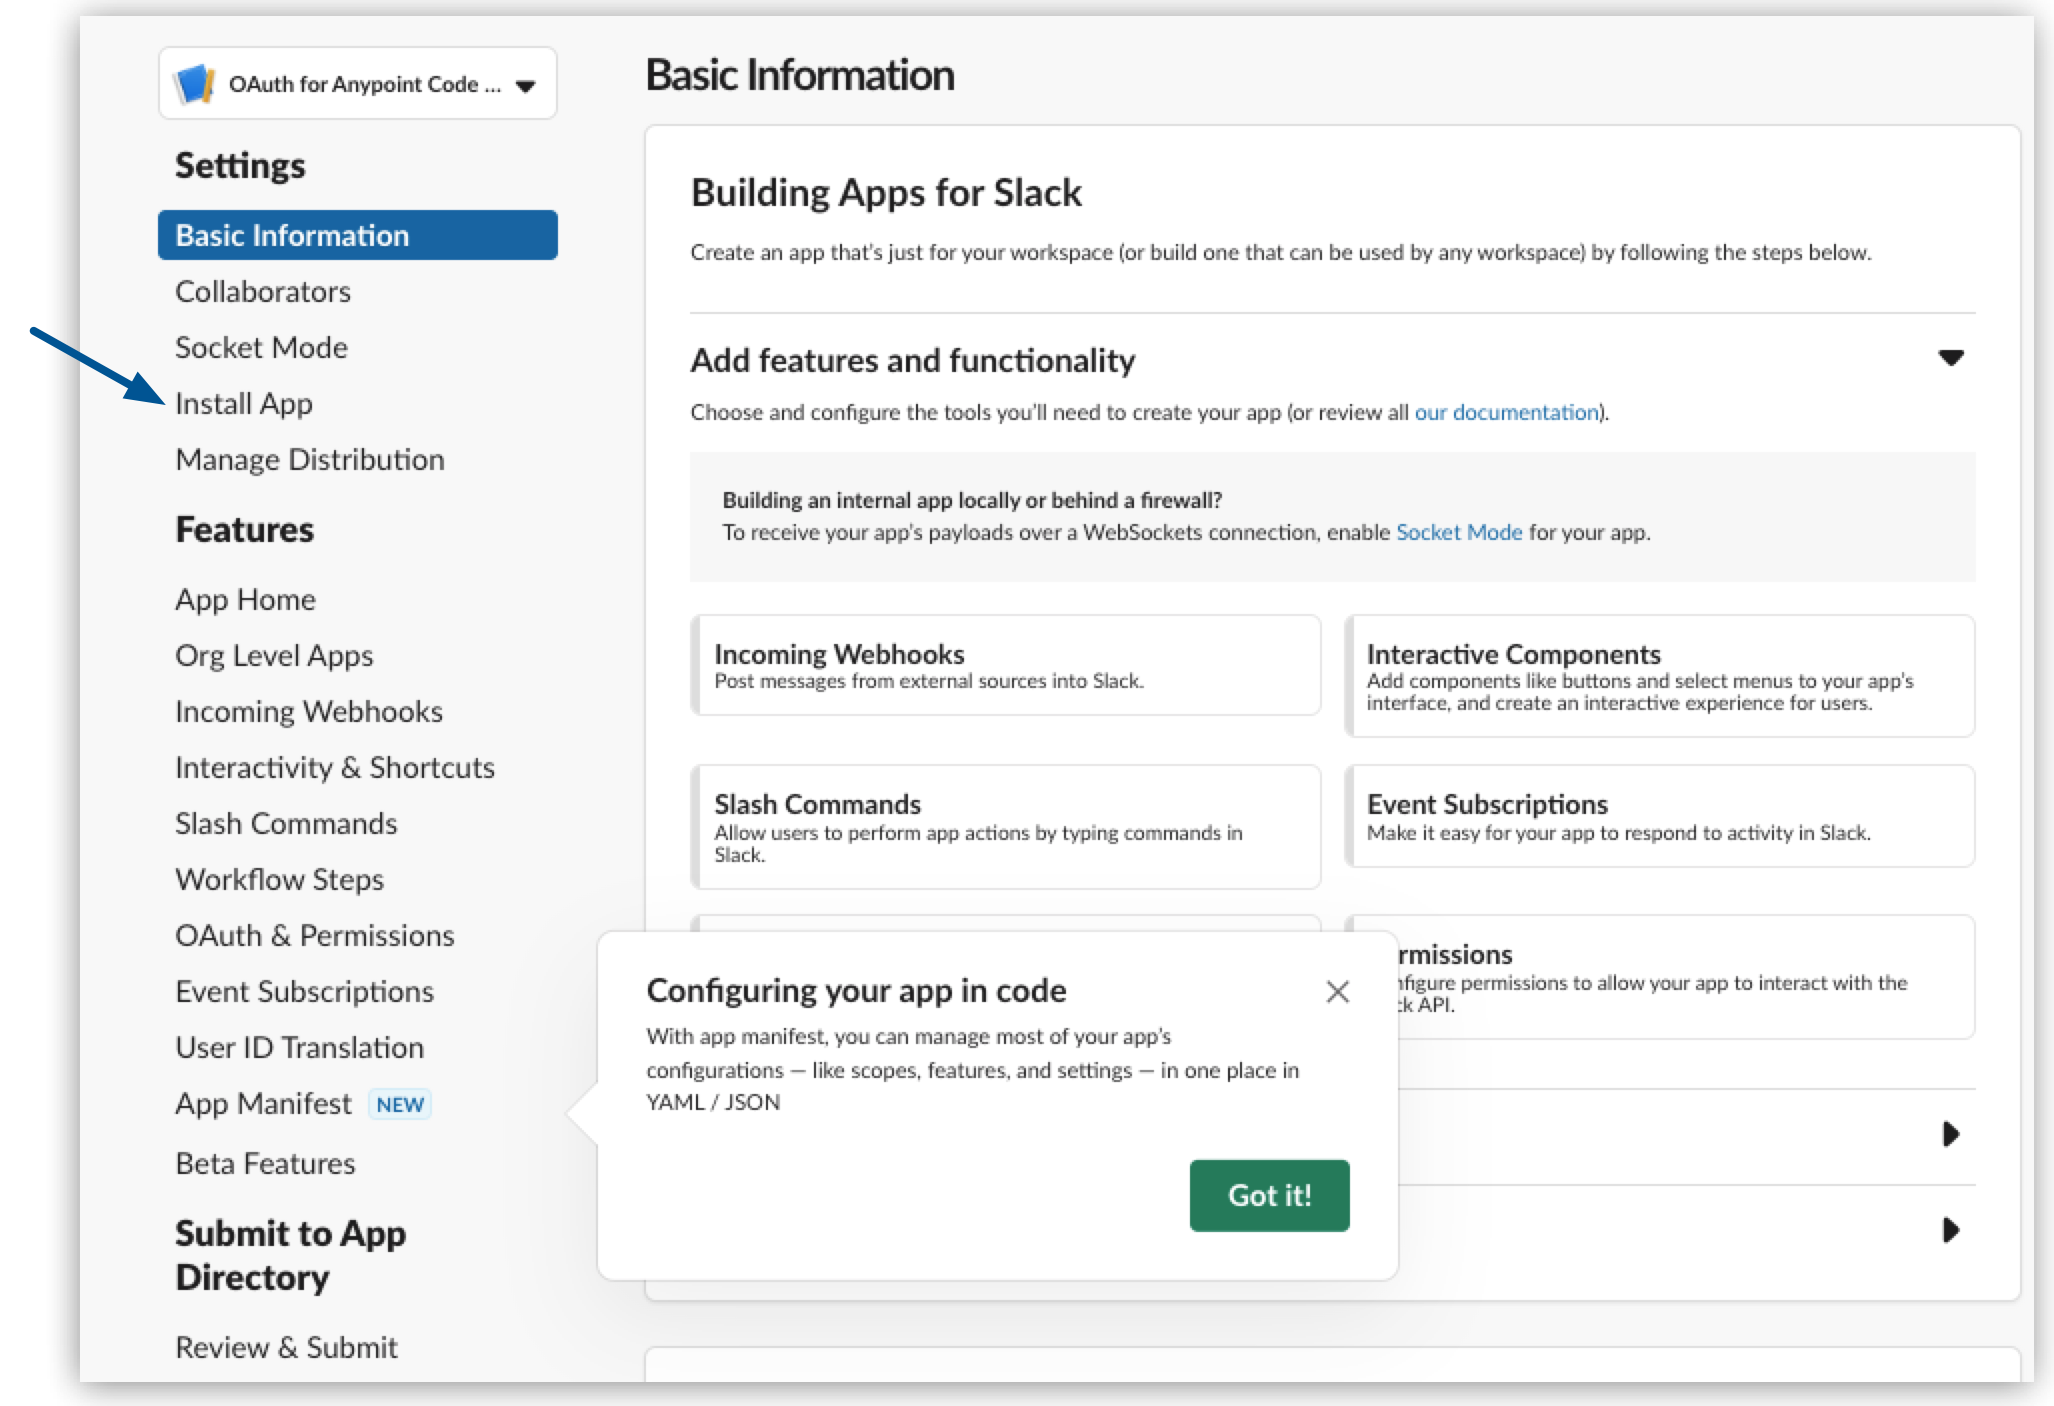 OAuth for Anypoint Code ...
Settings
Basic Information
Collaborators
Socket Mode
Install App
Manage Distribution
Features
App Home
Org Level Apps
Incoming Webhooks
Interactivity & Shortcuts
Slash Commands
Workflow Steps
OAuth & Permissions
Event Subscriptions
User ID Translation
App Manifest NEW
Beta Features
Submit to App
Directory
Review & Submit
Basic Information
Building Apps for Slack
Create an app that's just for your workspace (or build one that can be used by any workspace) by following the steps below.
Add features and functionality
Choose and configure the tools you'll need to create your app (or review all our documentation).
Building an internal app locally or behind a firewall?
To receive your app's payloads over a WebSockets connection, enable Socket Mode for your app.
Incoming Webhooks
Post messages from external sources into Slack.
Interactive Components
Add components like buttons and select menus to your app's
interface, and create an interactive experience for users.
Slash Commands
Allow users to perform app actions by typing commands in
Slack.
Event Subscriptions
Make it easy for your app to respond to activity in Slack.
rmissions
figure permissions to allow your app to interact with the
ck API.
Configuring your app in code
With app manifest, you can manage most of your app's
configurations — like scopes, features, and settings — in one place in
YAML / JSON
Got it!